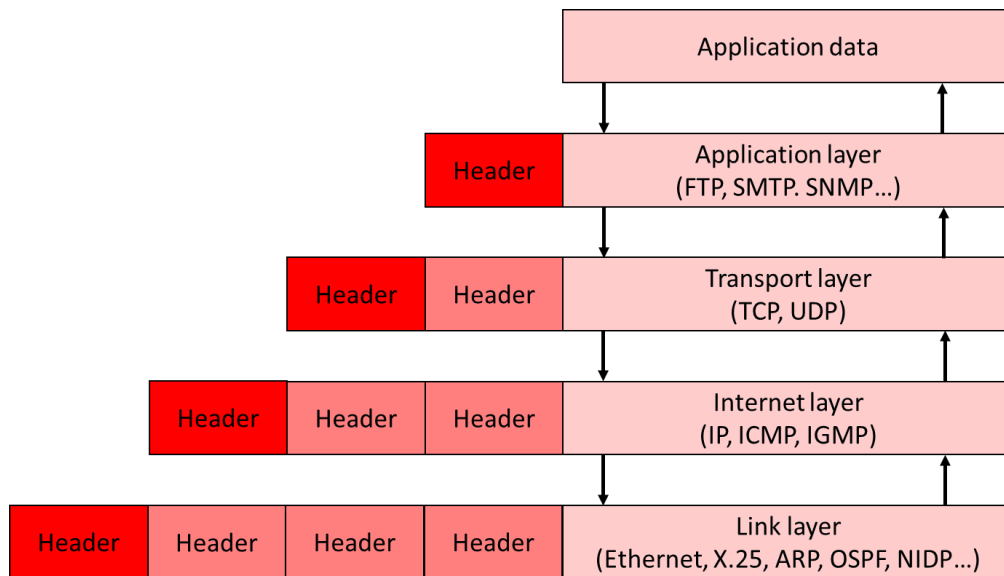 Application data
Header
Application layer
(FTP, SMTP. SNMP...)
Header
Header
Transport layer
(TCP, UDP)
Header
Header
Header
Internet layer
(IP, ICMP, IGMP)
Header
Header
Header
Header
Link layer
(Ethernet, X.25, ARP, OSPF, NIDP...)